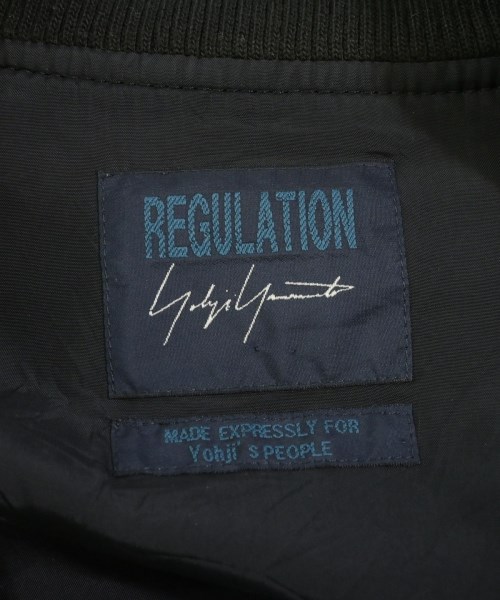 REGULATION
Yohji Yamamoto
MADE EXPRESSLY FOR
Yohji's PEOPLE